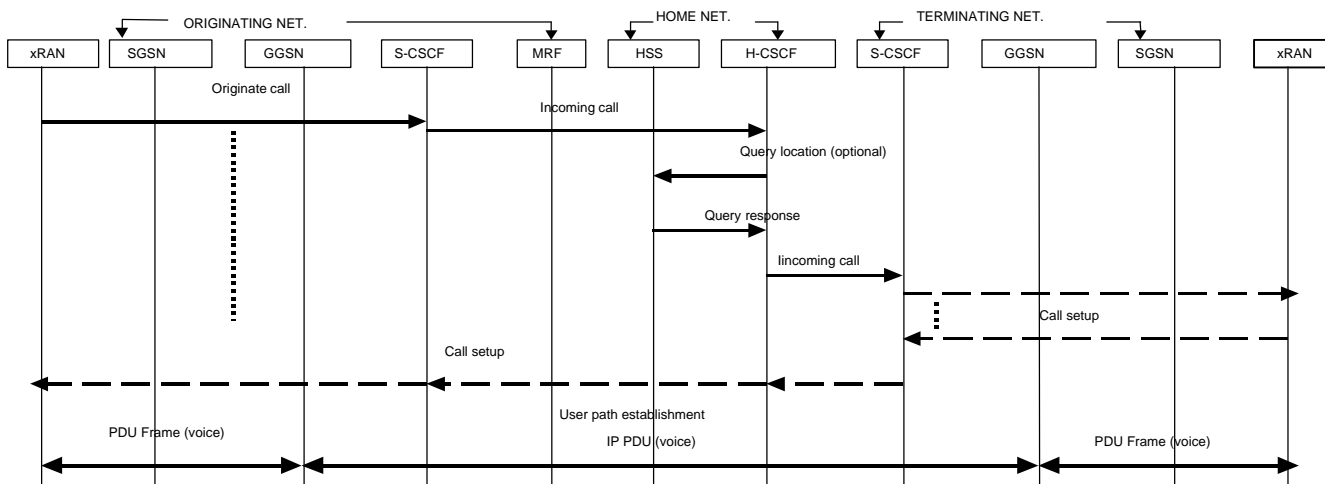 ORIGINATING NET. HOME NET. TERMINATING NET.
xRAN SGSN GGSN S-CSCF MRF HSS H-CSCF S-CSCF GGSN SGSN xRAN
Originate call
Incoming call
Query location (optional)
Query response
Iincoming call
Call setup
Call setup
User path establishment
PDU Frame (voice) IP PDU (voice) PDU Frame (voice)